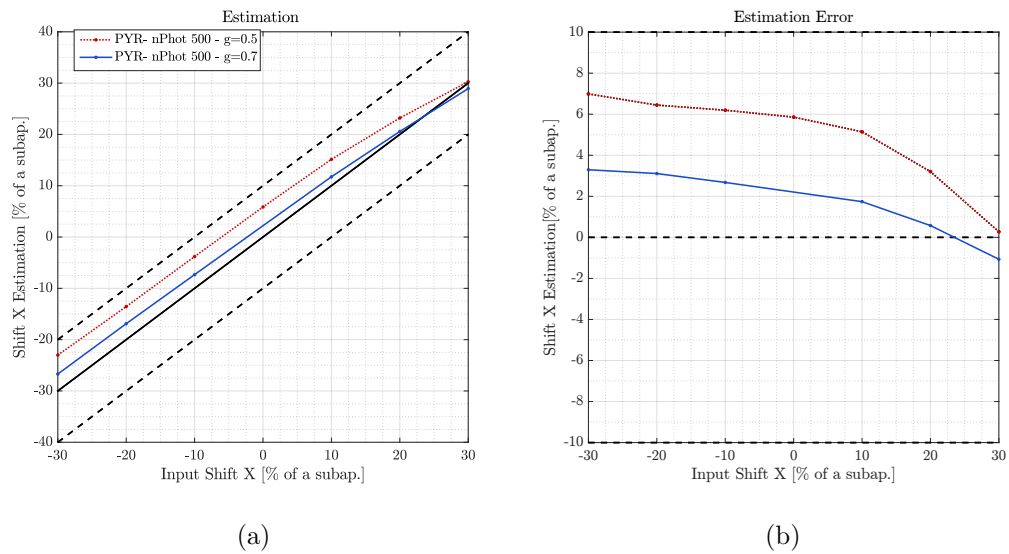 Estimation
40
30
20
10
0
-10
-20
-30
-40
Shift X Estimation [% of a subap.]
PYR- nPhot 500 - g=0.5
PYR- nPhot 500 - g=0.7
-30 -20 -10 0 10 20 30
Input Shift X [% of a subap.]
(a)
Estimation Error
10
8
6
4
2
0
-2
-4
-6
-8
-10
Shift X Estimation[% of a subap.]
-30 -20 -10 0 10 20 30
Input Shift X [% of a subap.]
(b)